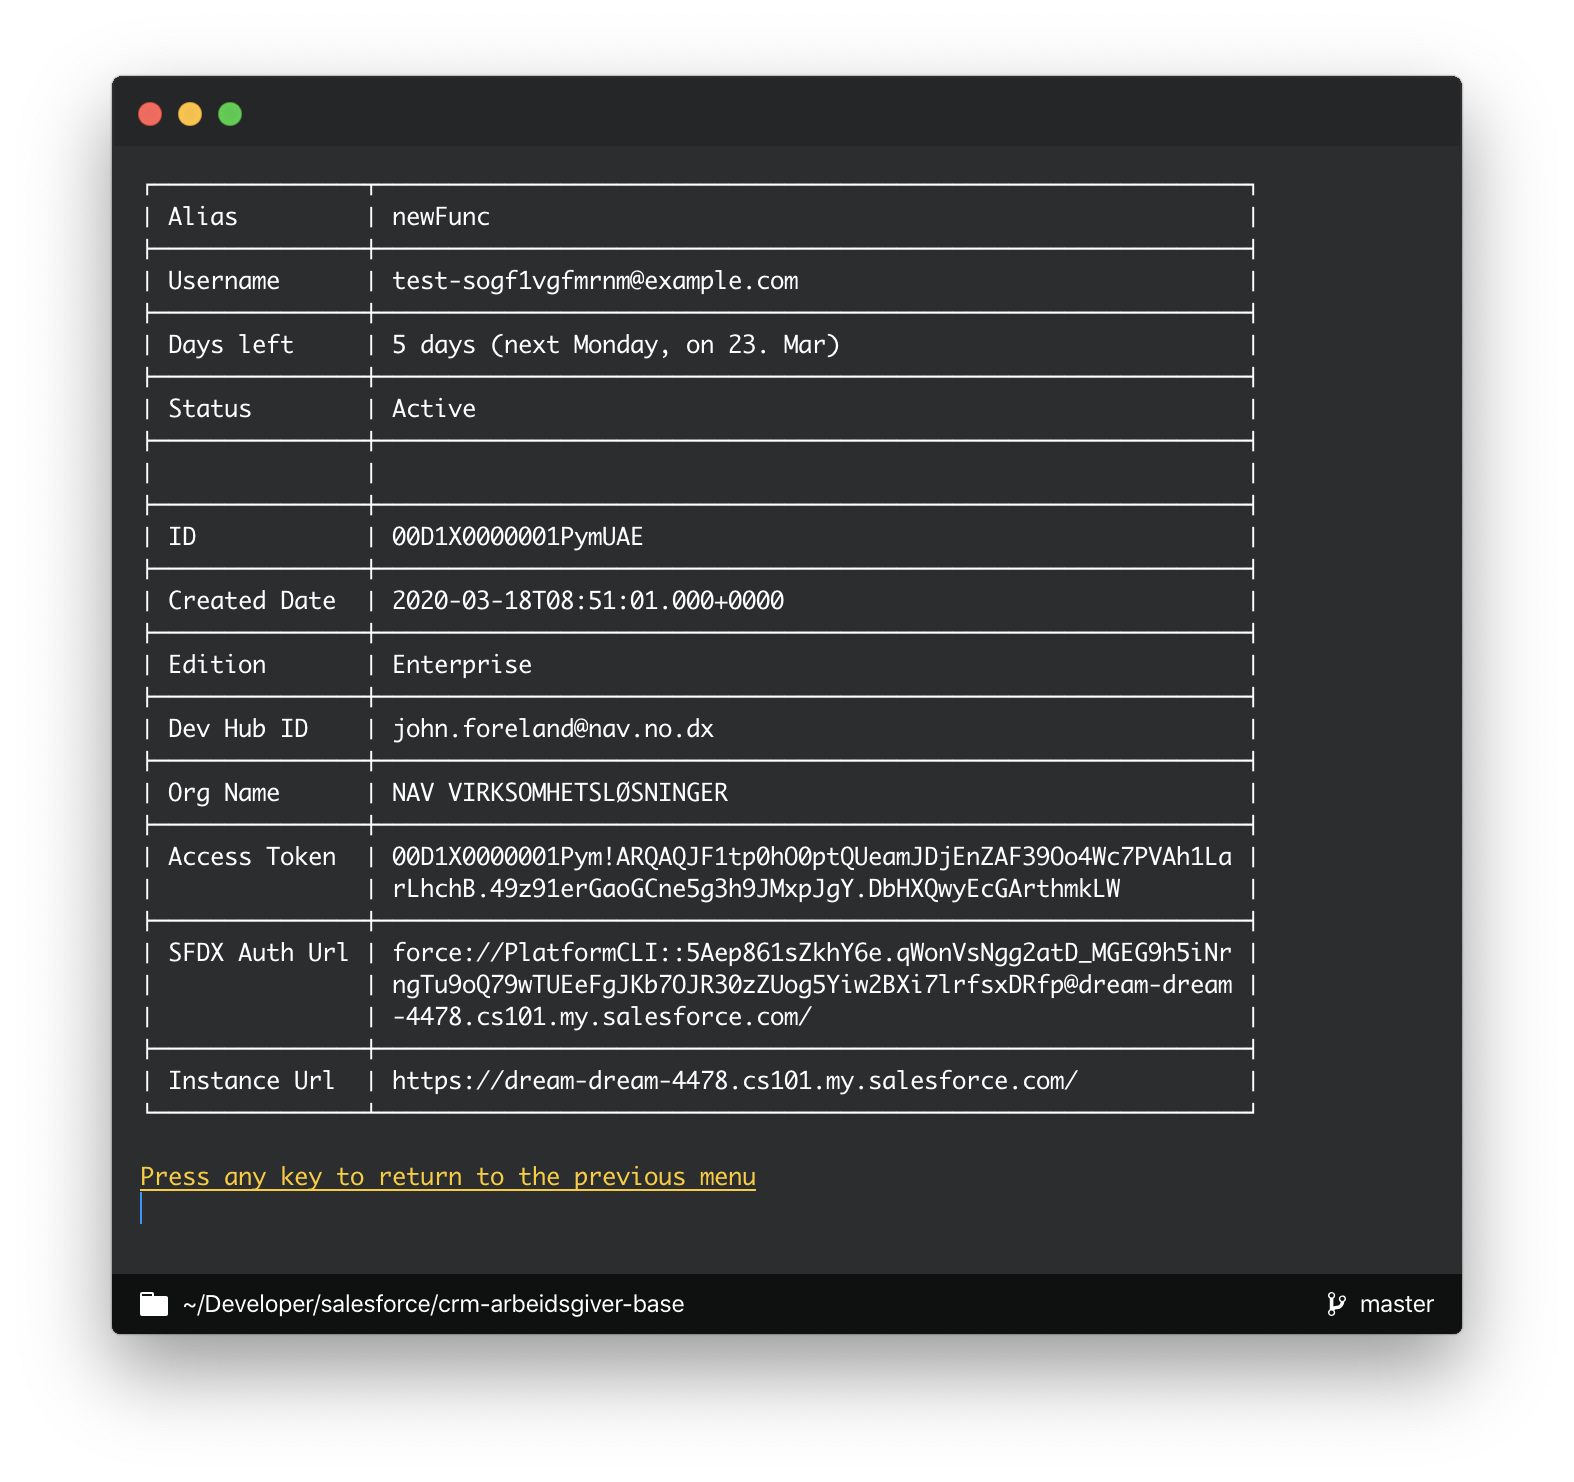 Alias newFunc
Username test-sogf1vgfmrnm@example.com
Days left 5 days (next Monday, on 23. Mar)
Status Active
ID 00D1X0000001PymUAE
Created Date 2020-03-18T08:51:01.000+0000
Edition Enterprise
Dev Hub ID john.foreland@nav.no.dx
Org Name NAV VIRKSOMHETSLØSNINGER
Access Token 00D1X0000001Pym!ARQAQJF1tp0hO0ptQUeamJDjEnZAF39Oo4Wc7PVAh1La
rLhchB.49z91erGaoGCne5g3h9JMxpJgY.DbHXQwyEcGArthmkLW
SFDX Auth Url force://PlatformCLI::5Aep861sZkhY6e.qWonVsNgg2atD_MGEG9h5iNr
ngTu9oQ79wTUEeFgJKb7OJR30zZUog5Yiw2BXi7lrfsxDRfp@dream-dream
-4478.cs101.my.salesforce.com/
Instance Url https://dream-dream-4478.cs101.my.salesforce.com/
Press any key to return to the previous menu
~/Developer/salesforce/crm-arbeidsgiver-base master